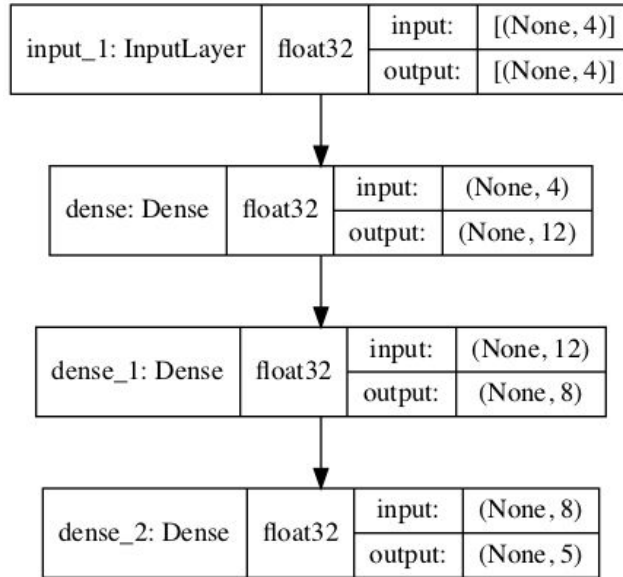 input_1: InputLayer float32 input: [(None, 4)]
output: [(None, 4)]
dense: Dense float32 input: (None, 4)
output: (None, 12)
dense_1: Dense float32 input: (None, 12)
output: (None, 8)
dense_2: Dense float32 input: (None, 8)
output: (None, 5)